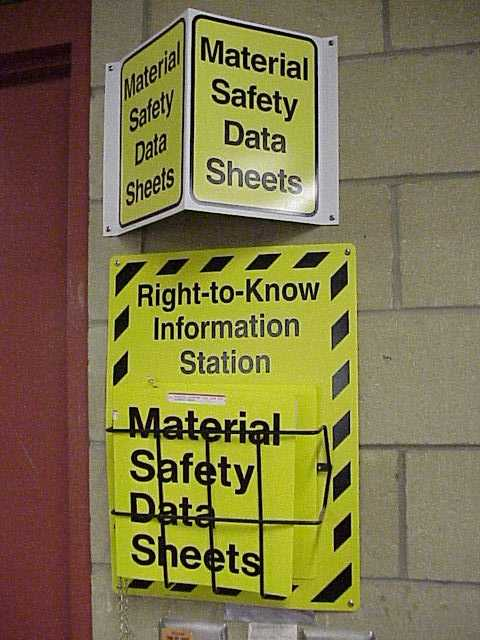 Material
Safety
Data
Sheets
Material
Safety
Data
Sheets
Right-to-Know
Information
Station
Material
Safety
Data
Sheets